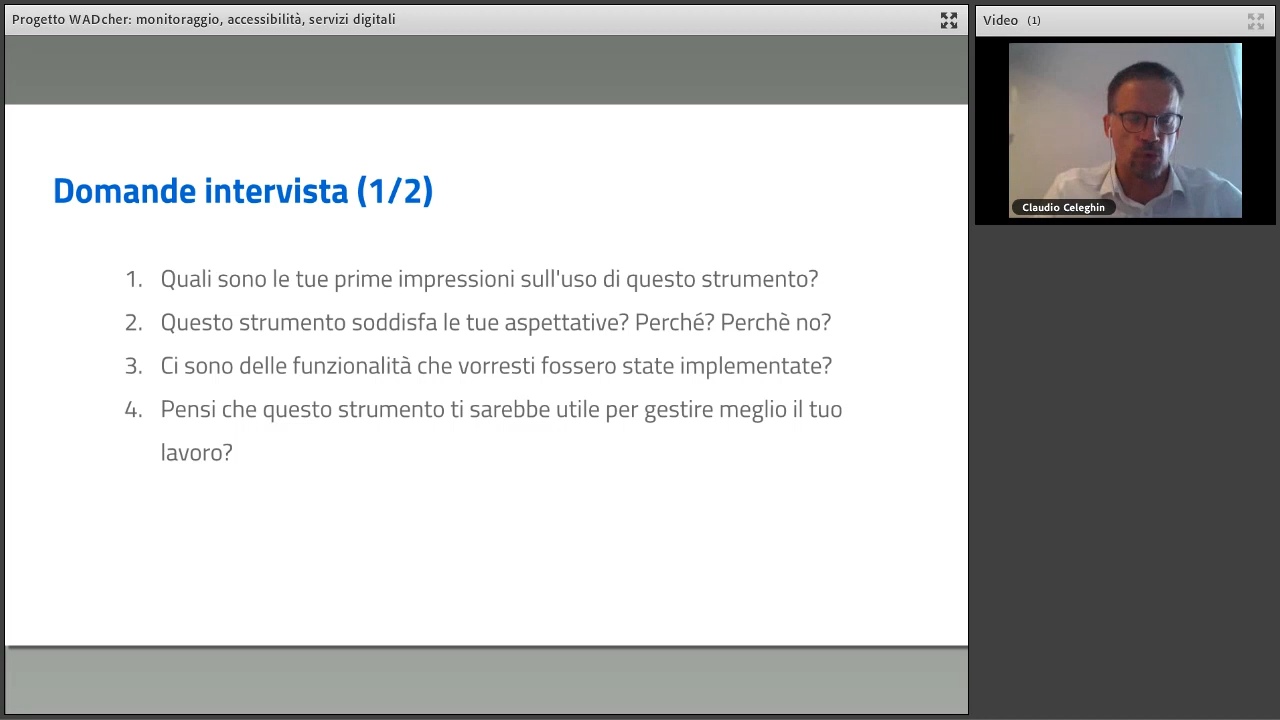 Progetto WADcher: monitoraggio, accessibilità, servizi digitali
Video (1)
Claudio Celeghin
Domande intervista (1/2)
1. Quali sono le tue prime impressioni sull'uso di questo strumento?
2. Questo strumento soddisfa le tue aspettative? Perché? Perchè no?
3. Ci sono delle funzionalità che vorresti fossero state implementate?
4. Pensi che questo strumento ti sarebbe utile per gestire meglio il tuo
lavoro?